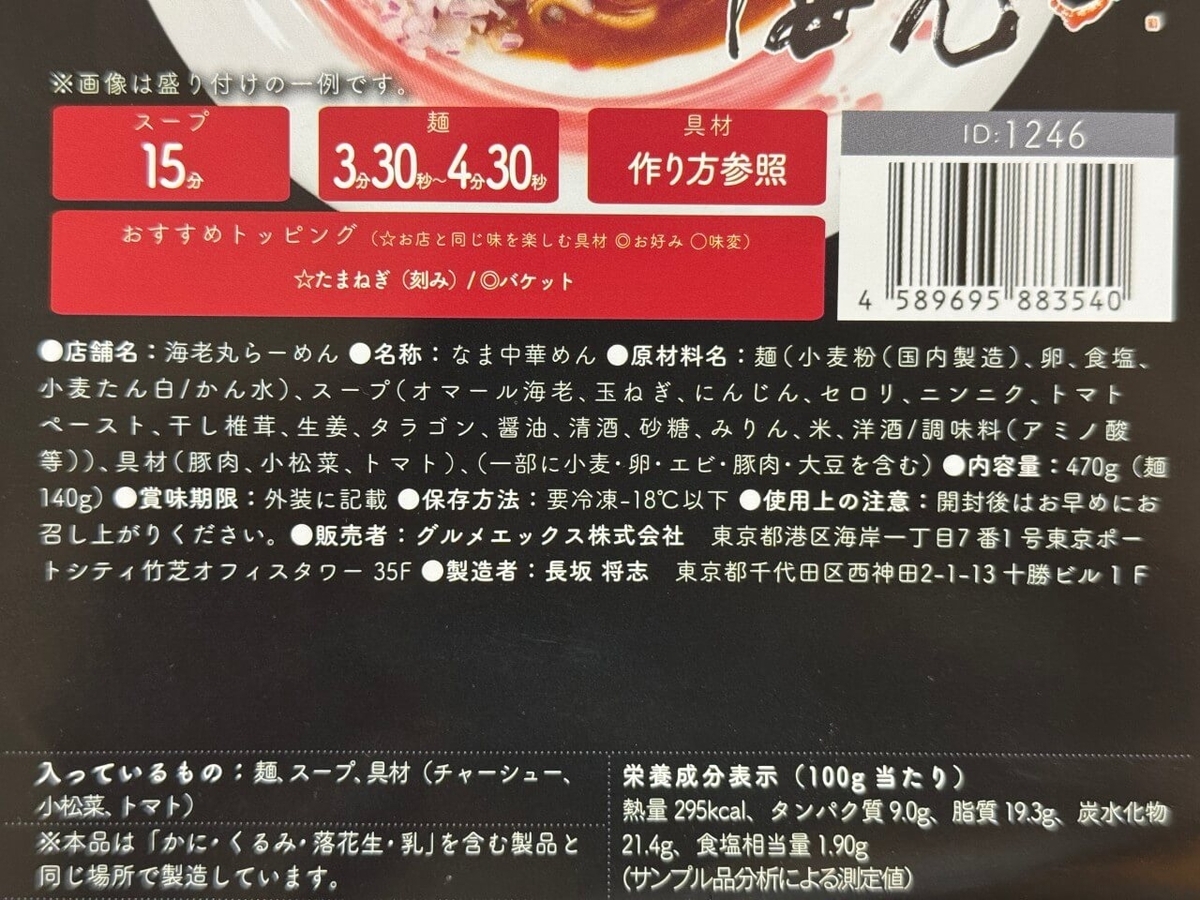 ※画像は盛り付けの一例です。
スープ
15分
麺
3分30秒〜4分30秒
具材
作り方参照
ID:1246
おすすめトッピング（☆お店と同じ味を楽しむ具材 ◎お好み ○味変）
☆たまねぎ（刻み）/◎バケット
4 589695 883540
●店舗名：海老丸らーめん ●名称：なま中華めん ●原材料名：麺（小麦粉（国内製造）、卵、食塩、
小麦たん白/かん水）、スープ（オマール海老、玉ねぎ、にんじん、セロリ、ニンニク、トマト
ペースト、干し椎茸、生姜、タラゴン、醤油、清酒、砂糖、みりん、米、洋酒/調味料（アミノ酸
等））、具材（豚肉、小松菜、トマト）、（一部に小麦・卵・エビ・豚肉・大豆を含む）●内容量：470g（麺
140g）●賞味期限：外装に記載 ●保存方法：要冷凍-18℃以下 ●使用上の注意：開封後はお早めにお
召し上がりください。●販売者：グルメエックス株式会社　東京都港区海岸一丁目7番1号東京ポー
トシティ竹芝オフィスタワー 35F ●製造者：長坂 将志　東京都千代田区西神田2-1-13 十勝ビル１Ｆ
入っているもの：麺、スープ、具材（チャーシュー、
小松菜、トマト）
※本品は「かに・くるみ・落花生・乳」を含む製品と
同じ場所で製造しています。
栄養成分表示（100g当たり）
熱量 295kcal、タンパク質 9.0g、脂質 19.3g、炭水化物
21.4g、食塩相当量 1.90g
(サンプル品分析による測定値)